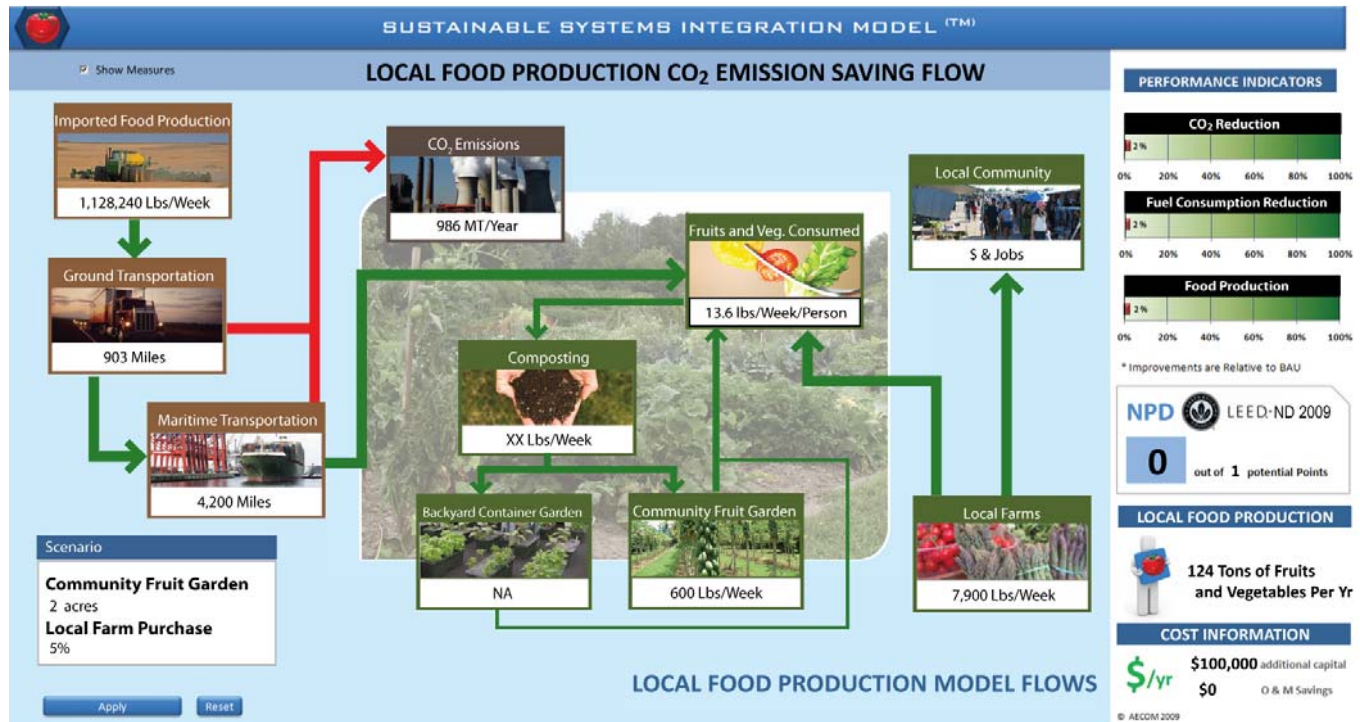 SUSTAINABLE SYSTEMS INTEGRATION MODEL (TM)
Show Measures
LOCAL FOOD PRODUCTION CO2 EMISSION SAVING FLOW
Imported Food Production
1,128,240 Lbs/Week
Ground Transportation
903 Miles
Maritime Transportation
4,200 Miles
CO2 Emissions
986 MT/Year
Fruits and Veg. Consumed
13.6 lbs/Week/Person
Local Community
$ & Jobs
Composting
XX Lbs/Week
Backyard Container Garden
NA
Community Fruit Garden
600 Lbs/Week
Local Farms
7,900 Lbs/Week
Scenario
Community Fruit Garden
2 acres
Local Farm Purchase
5%
Apply Reset
LOCAL FOOD PRODUCTION MODEL FLOWS
PERFORMANCE INDICATORS
CO2 Reduction
2%
0% 20% 40% 60% 80% 100%
Fuel Consumption Reduction
2%
0% 20% 40% 60% 80% 100%
Food Production
2%
0% 20% 40% 60% 80% 100%
* Improvements are Relative to BAU
NPD LEED-ND 2009
0 out of 1 potential Points
LOCAL FOOD PRODUCTION
124 Tons of Fruits
and Vegetables Per Yr
COST INFORMATION
$/yr
$100,000 additional capital
$0 O & M Savings
© AECOM 2009